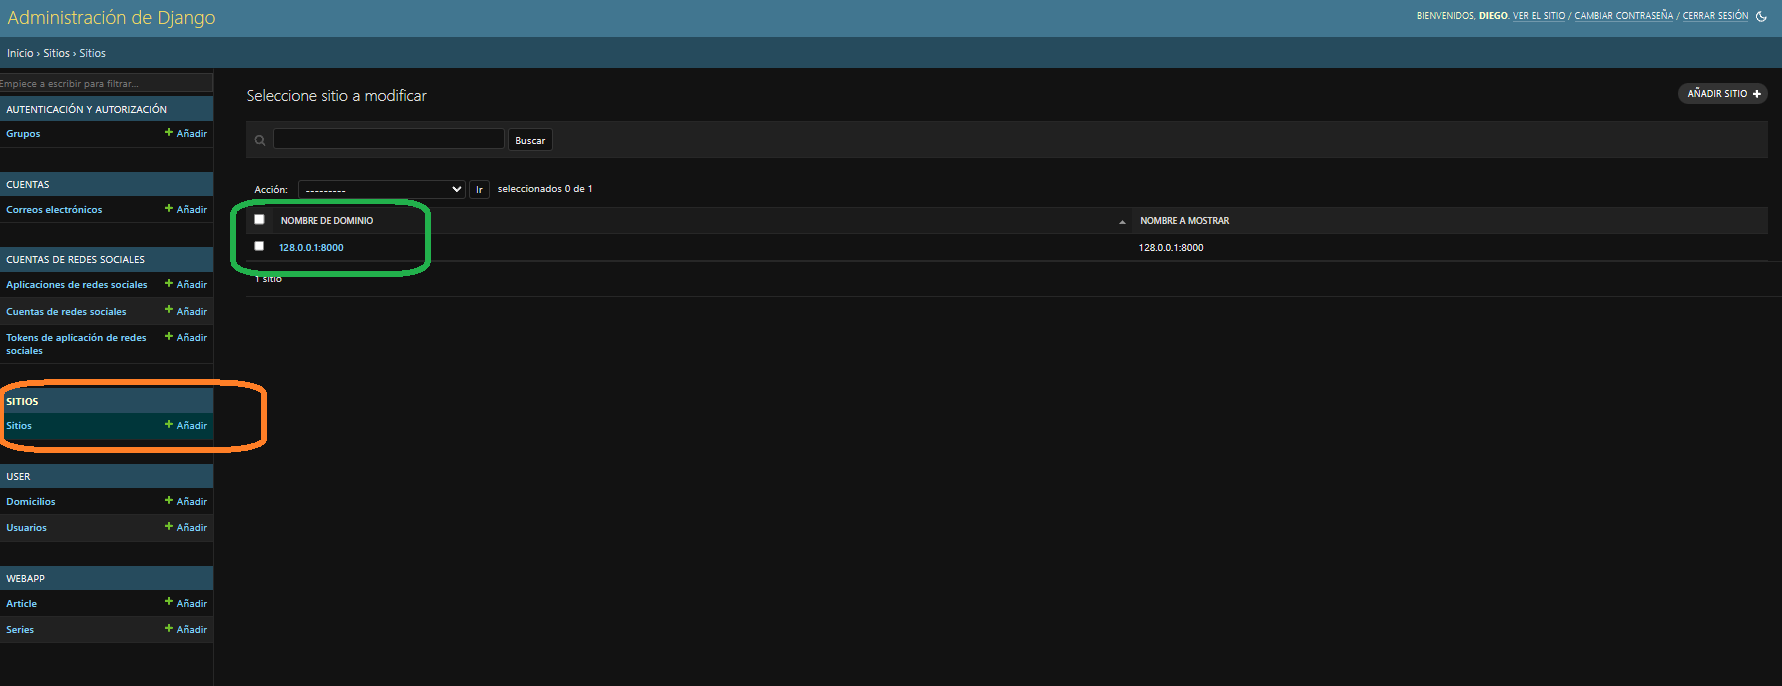 Administración de Django
BIENVENIDOS, DIEGO. VER EL SITIO / CAMBIAR CONTRASEÑA / CERRAR SESIÓN
Inicio › Sitios › Sitios
Empiece a escribir para filtrar...
AUTENTICACIÓN Y AUTORIZACIÓN
Grupos + Añadir
CUENTAS
Correos electrónicos + Añadir
CUENTAS DE REDES SOCIALES
Aplicaciones de redes sociales + Añadir
Cuentas de redes sociales + Añadir
Tokens de aplicación de redes + Añadir
sociales
SITIOS
Sitios + Añadir
USER
Domicilios + Añadir
Usuarios + Añadir
WEBAPP
Article + Añadir
Series + Añadir
Seleccione sitio a modificar
AÑADIR SITIO +
Buscar
Acción: --------- Ir seleccionados 0 de 1
NOMBRE DE DOMINIO NOMBRE A MOSTRAR
128.0.0.1:8000 128.0.0.1:8000
1 sitio